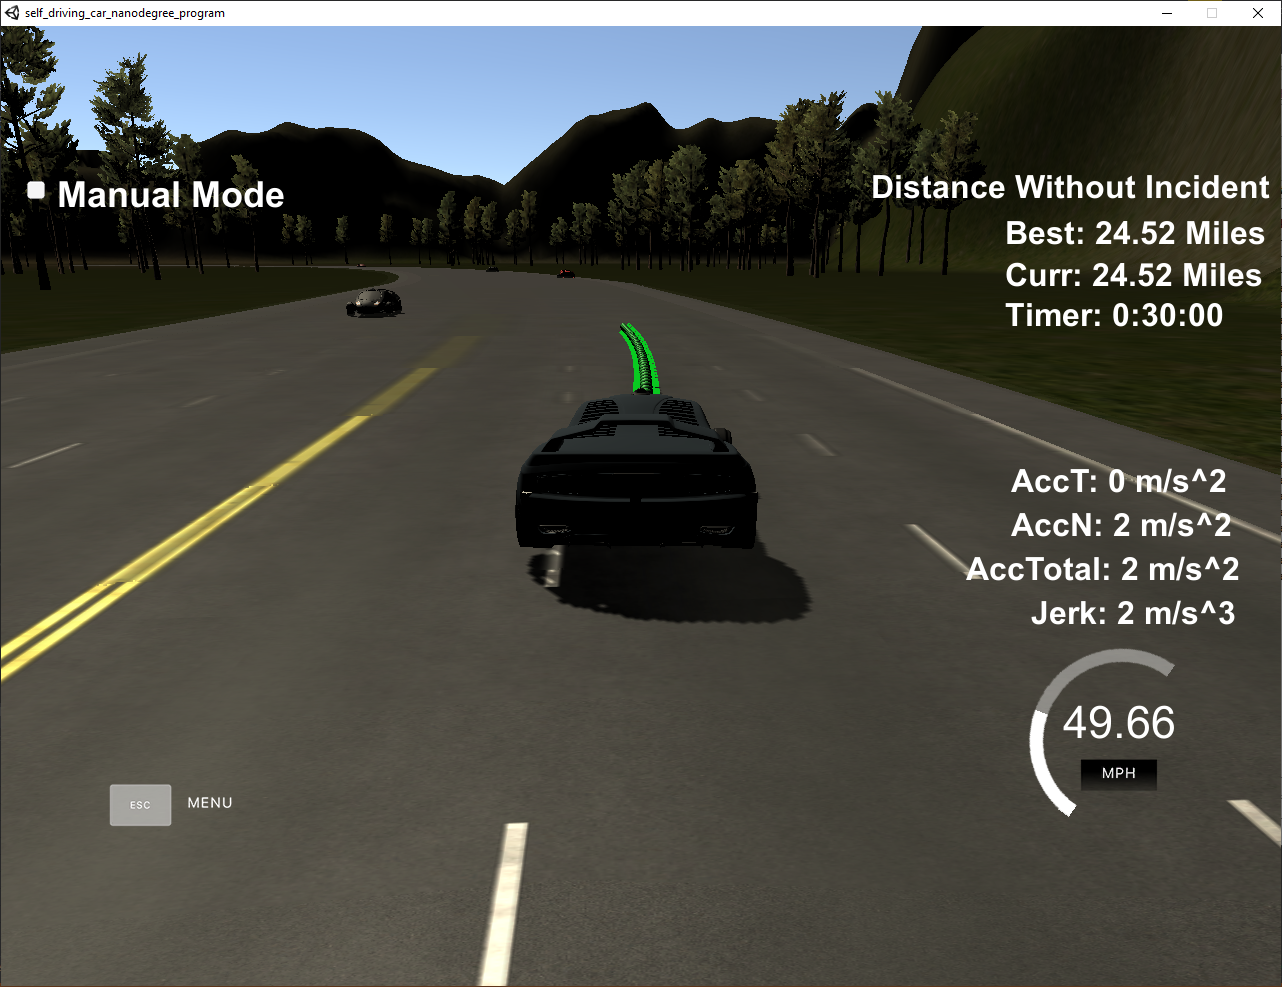 self_driving_car_nanodegree_program
Manual Mode
Distance Without Incident
Best: 24.52 Miles
Curr: 24.52 Miles
Timer: 0:30:00
AccT: 0 m/s^2
AccN: 2 m/s^2
AccTotal: 2 m/s^2
Jerk: 2 m/s^3
49.66
MPH
ESC MENU